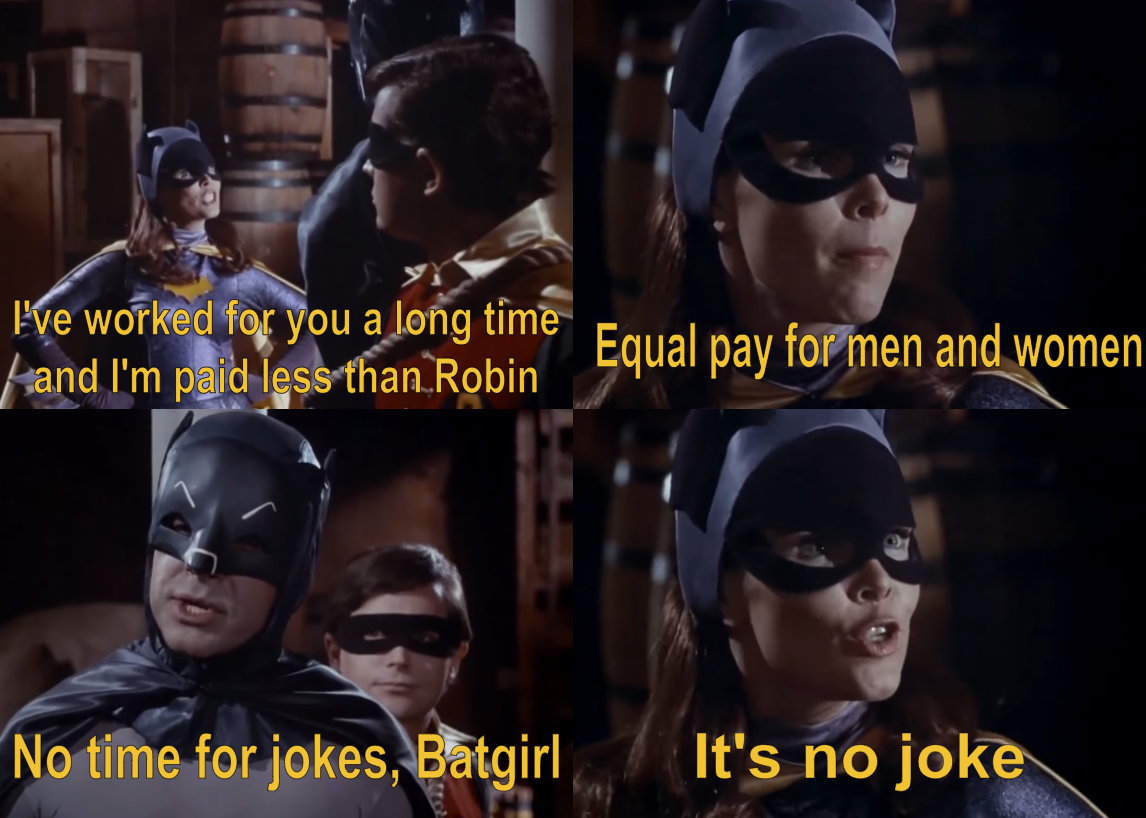 I've worked for you a long time
and I'm paid less than Robin
Equal pay for men and women
No time for jokes, Batgirl
It's no joke